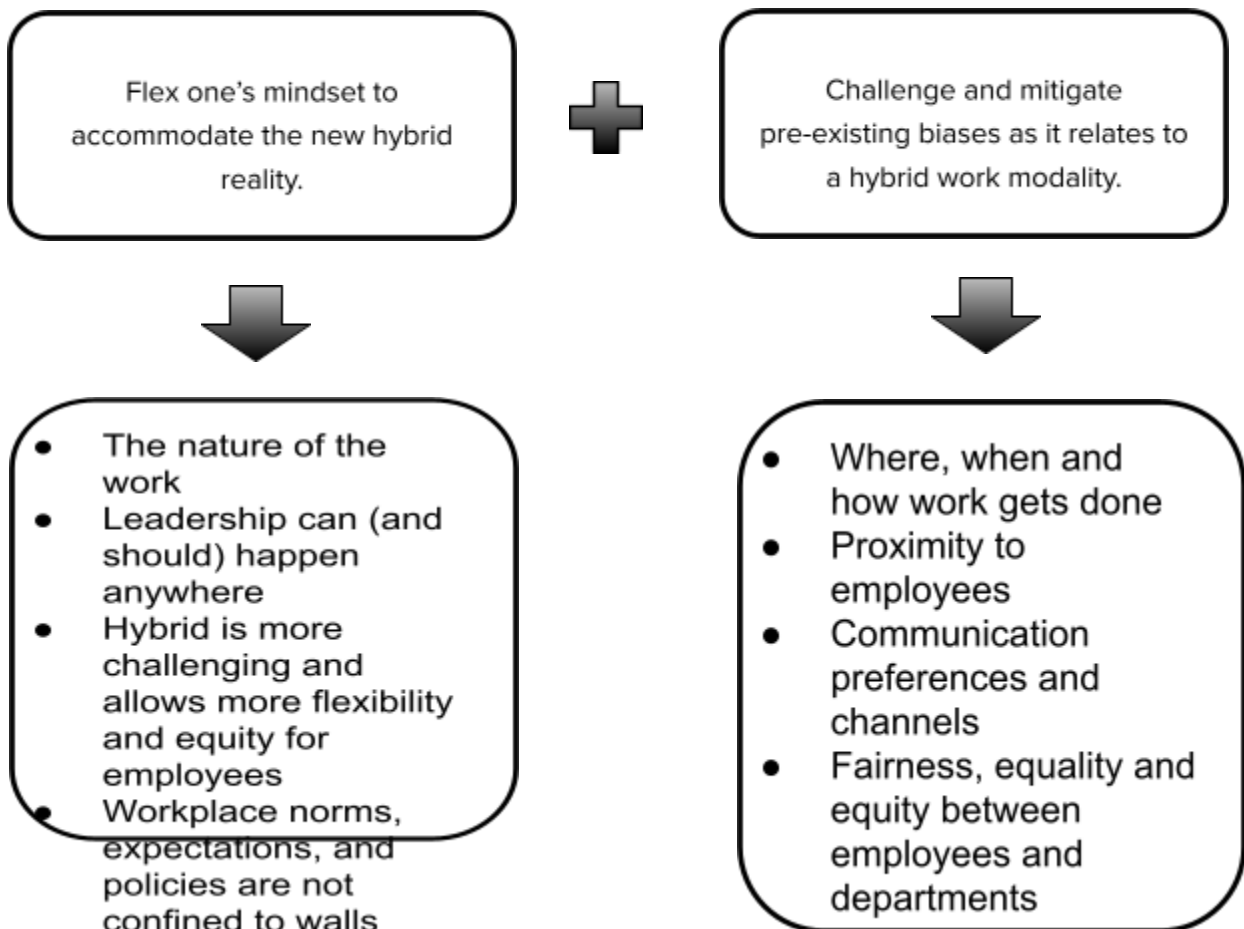 Flex one's mindset to
accommodate the new hybrid
reality.
Challenge and mitigate
pre-existing biases as it relates to
a hybrid work modality.
● The nature of the
work
● Leadership can (and
should) happen
anywhere
● Hybrid is more
challenging and
allows more flexibility
and equity for
employees
● Workplace norms,
expectations, and
policies are not
confined to walls
● Where, when and
how work gets done
● Proximity to
employees
● Communication
preferences and
channels
● Fairness, equality and
equity between
employees and
departments